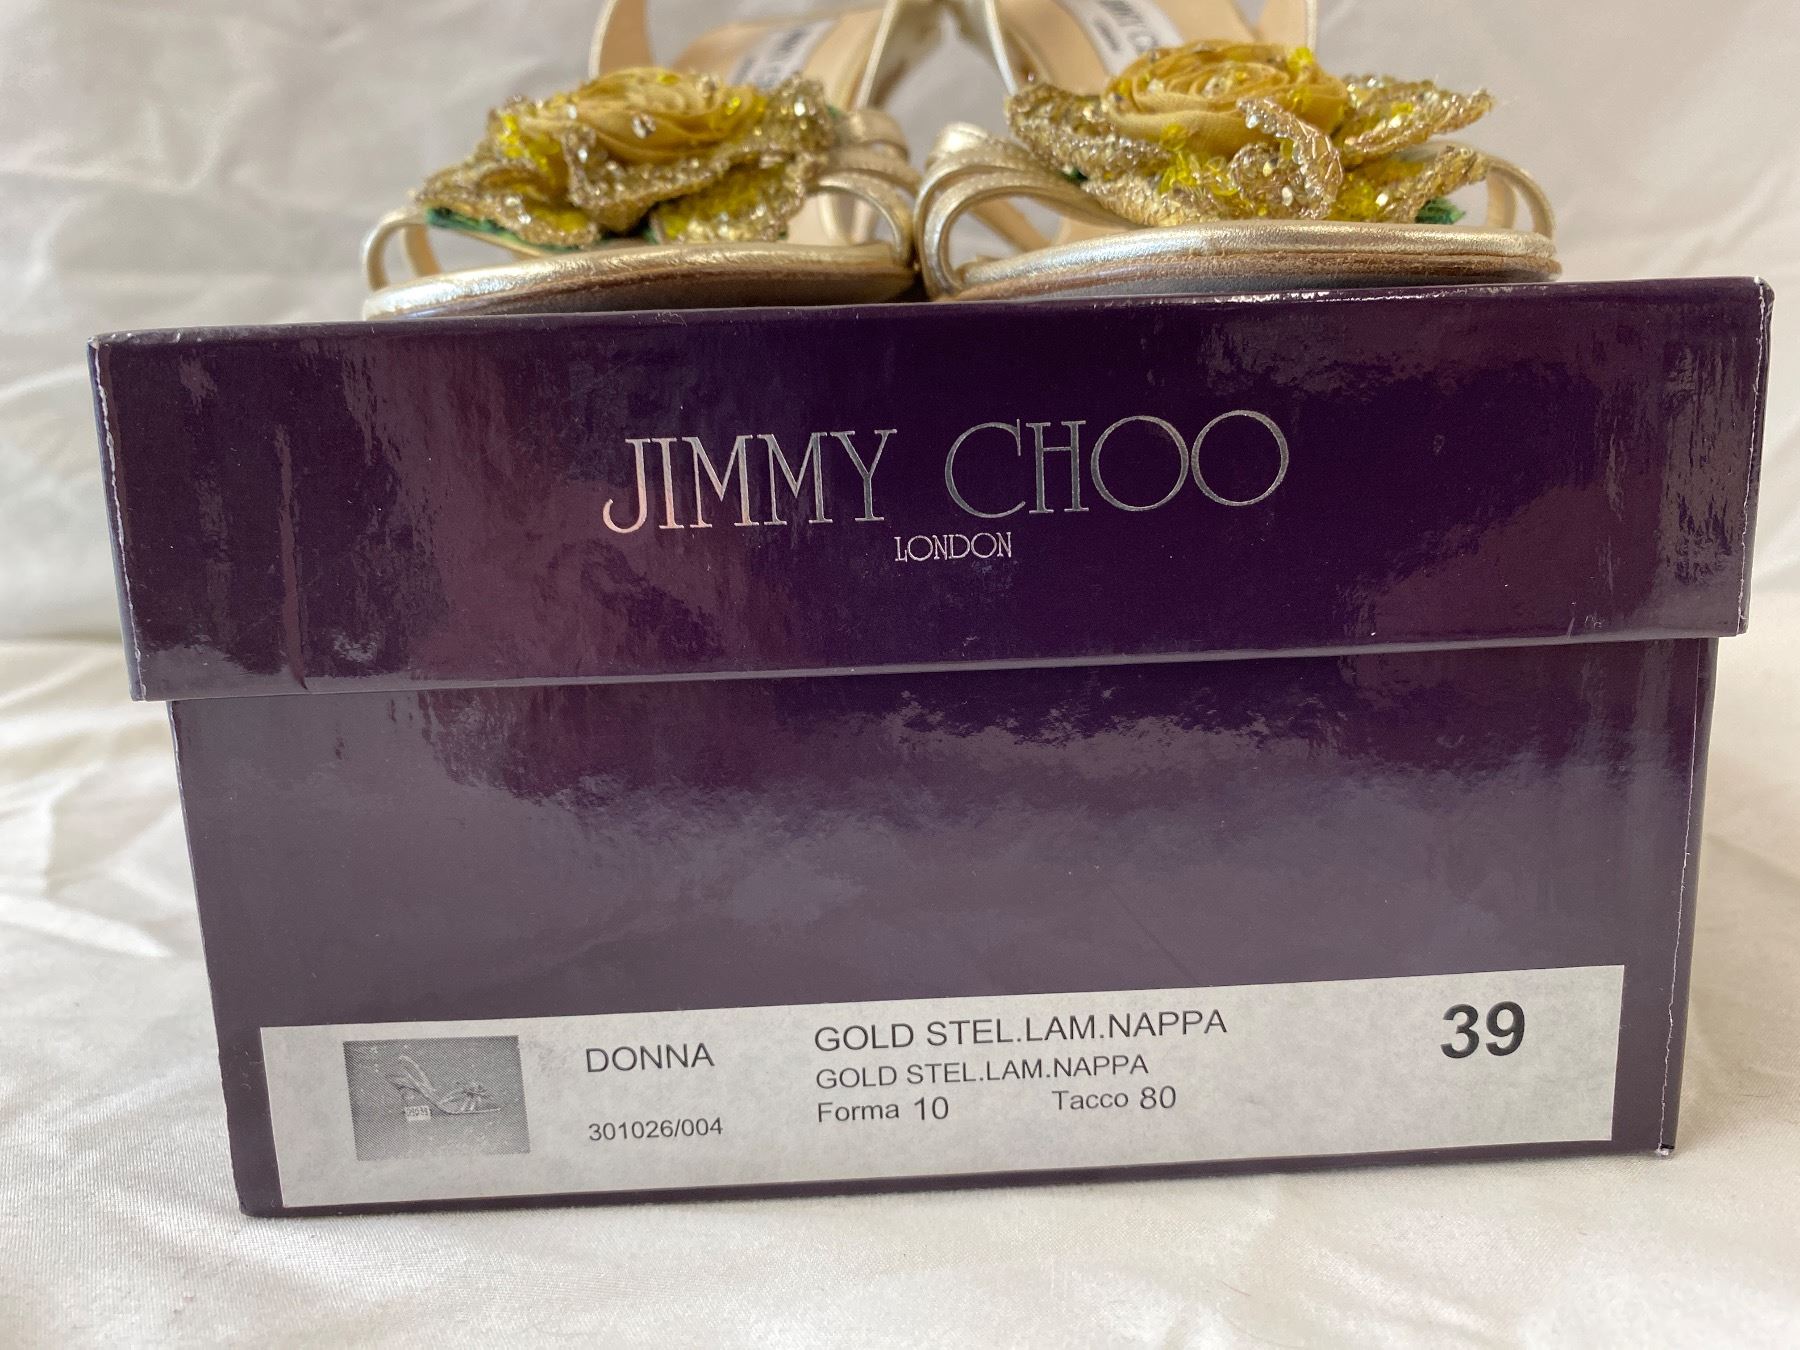 JIMMY CHOO
LONDON
DONNA
301026/004
GOLD STEL.LAM.NAPPA
GOLD STEL.LAM.NAPPA
Forma 10 Tacco 80
39